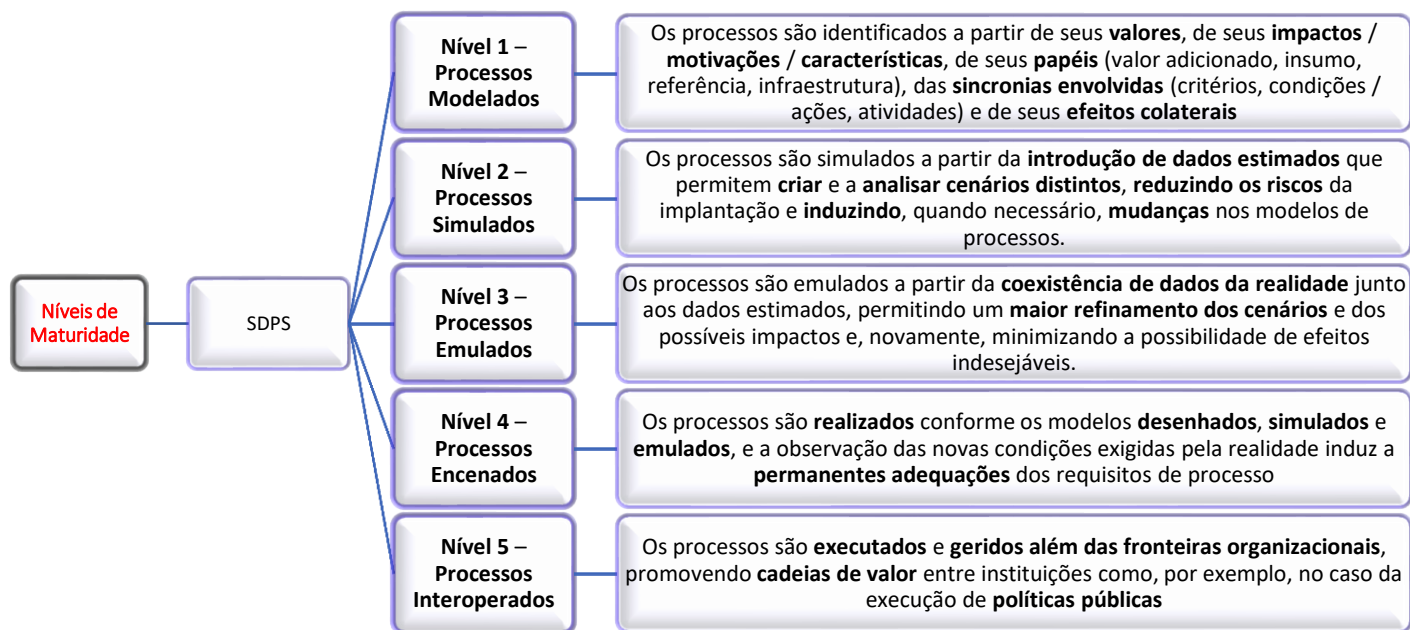 Níveis de
Maturidade
SDPS
Nível 1 –
Processos
Modelados
Os processos são identificados a partir de seus valores, de seus impactos /
motivações / características, de seus papéis (valor adicionado, insumo,
referência, infraestrutura), das sincronias envolvidas (critérios, condições /
ações, atividades) e de seus efeitos colaterais
Nível 2 –
Processos
Simulados
Os processos são simulados a partir da introdução de dados estimados que
permitem criar e a analisar cenários distintos, reduzindo os riscos da
implantação e induzindo, quando necessário, mudanças nos modelos de
processos.
Nível 3 –
Processos
Emulados
Os processos são emulados a partir da coexistência de dados da realidade junto
aos dados estimados, permitindo um maior refinamento dos cenários e dos
possíveis impactos e, novamente, minimizando a possibilidade de efeitos
indesejáveis.
Nível 4 –
Processos
Encenados
Os processos são realizados conforme os modelos desenhados, simulados e
emulados, e a observação das novas condições exigidas pela realidade induz a
permanentes adequações dos requisitos de processo
Nível 5 –
Processos
Interoperados
Os processos são executados e geridos além das fronteiras organizacionais,
promovendo cadeias de valor entre instituições como, por exemplo, no caso da
execução de políticas públicas